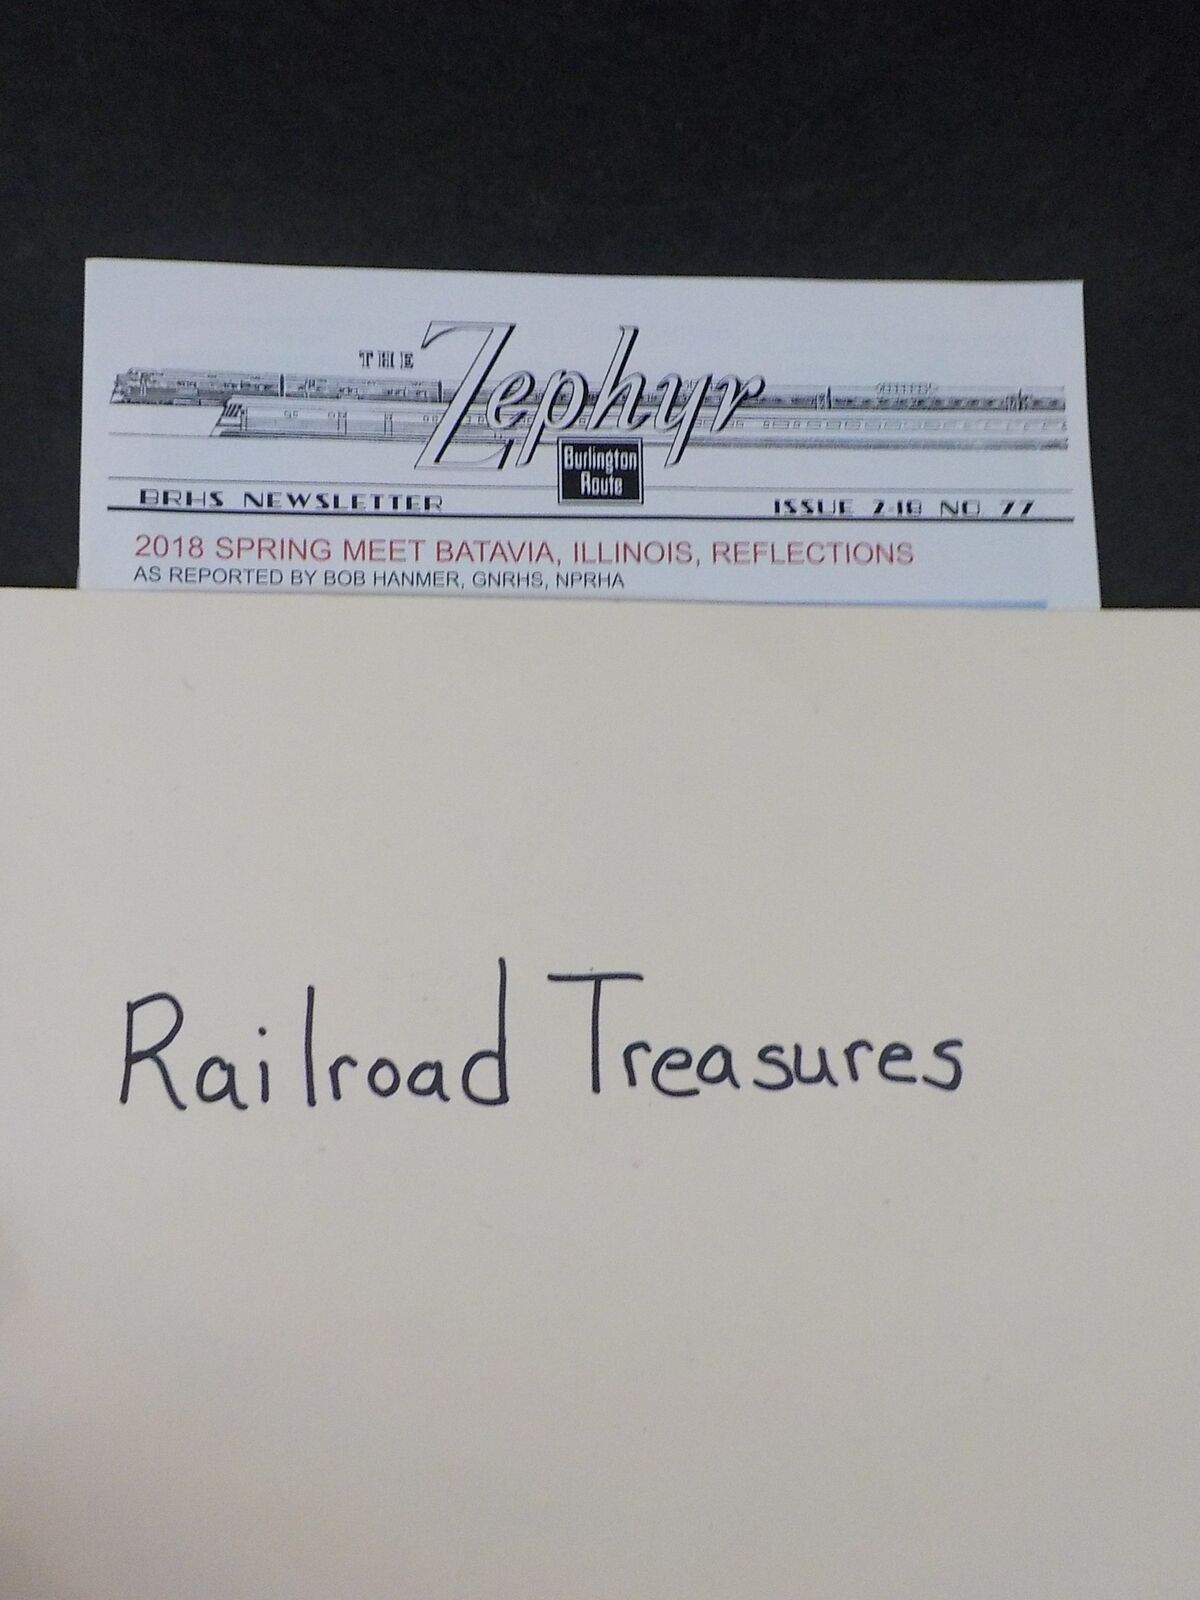 THE Zephyr
Burlington
Route
BRHS NEWSLETTER ISSUE 2-18 NO 77
2018 SPRING MEET BATAVIA, ILLINOIS, REFLECTIONS
AS REPORTED BY BOB HANMER, GNRHS, NPRHA
Railroad Treasures